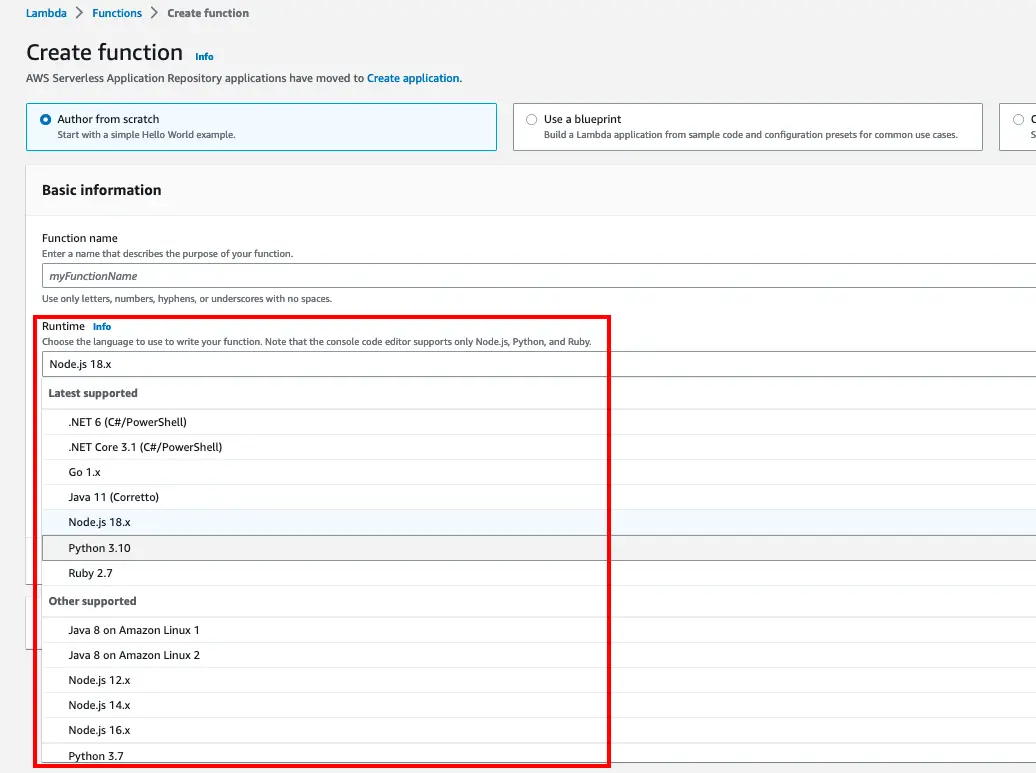 Lambda > Functions > Create function
Create function Info
AWS Serverless Application Repository applications have moved to Create application.
Author from scratch
Start with a simple Hello World example.
Use a blueprint
Build a Lambda application from sample code and configuration presets for common use cases.
Basic information
Function name
Enter a name that describes the purpose of your function.
myFunctionName
Use only letters, numbers, hyphens, or underscores with no spaces.
Runtime Info
Choose the language to use to write your function. Note that the console code editor supports only Node.js, Python, and Ruby.
Node.js 18.x
Latest supported
.NET 6 (C#/PowerShell)
.NET Core 3.1 (C#/PowerShell)
Go 1.x
Java 11 (Corretto)
Node.js 18.x
Python 3.10
Ruby 2.7
Other supported
Java 8 on Amazon Linux 1
Java 8 on Amazon Linux 2
Node.js 12.x
Node.js 14.x
Node.js 16.x
Python 3.7